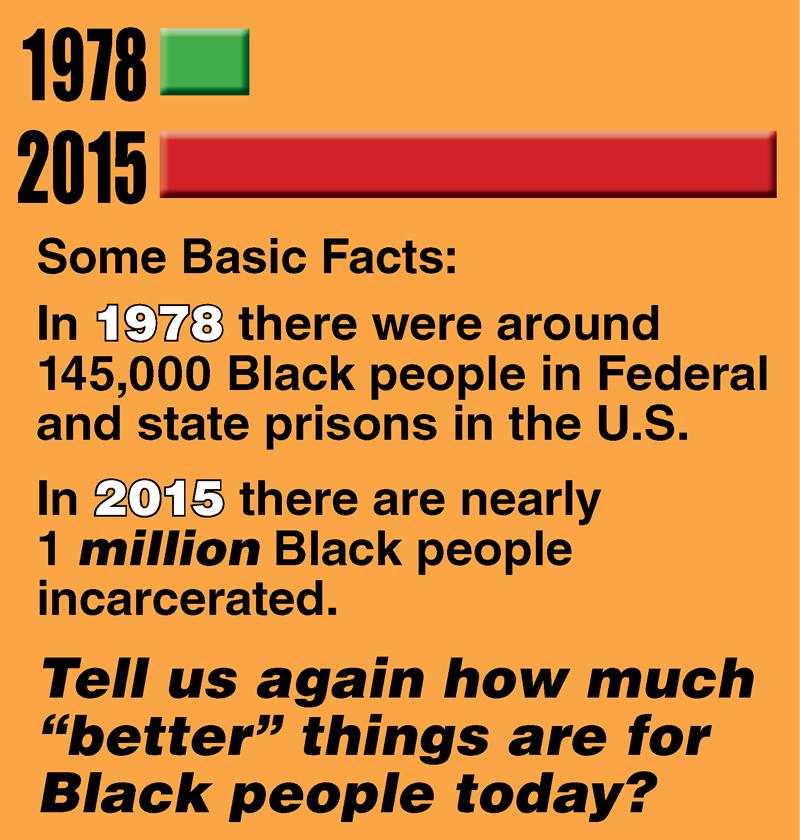 1978
2015
Some Basic Facts:
In 1978 there were around
145,000 Black people in Federal
and state prisons in the U.S.
In 2015 there are nearly
1 million Black people
incarcerated.
Tell us again how much
“better” things are for
Black people today?